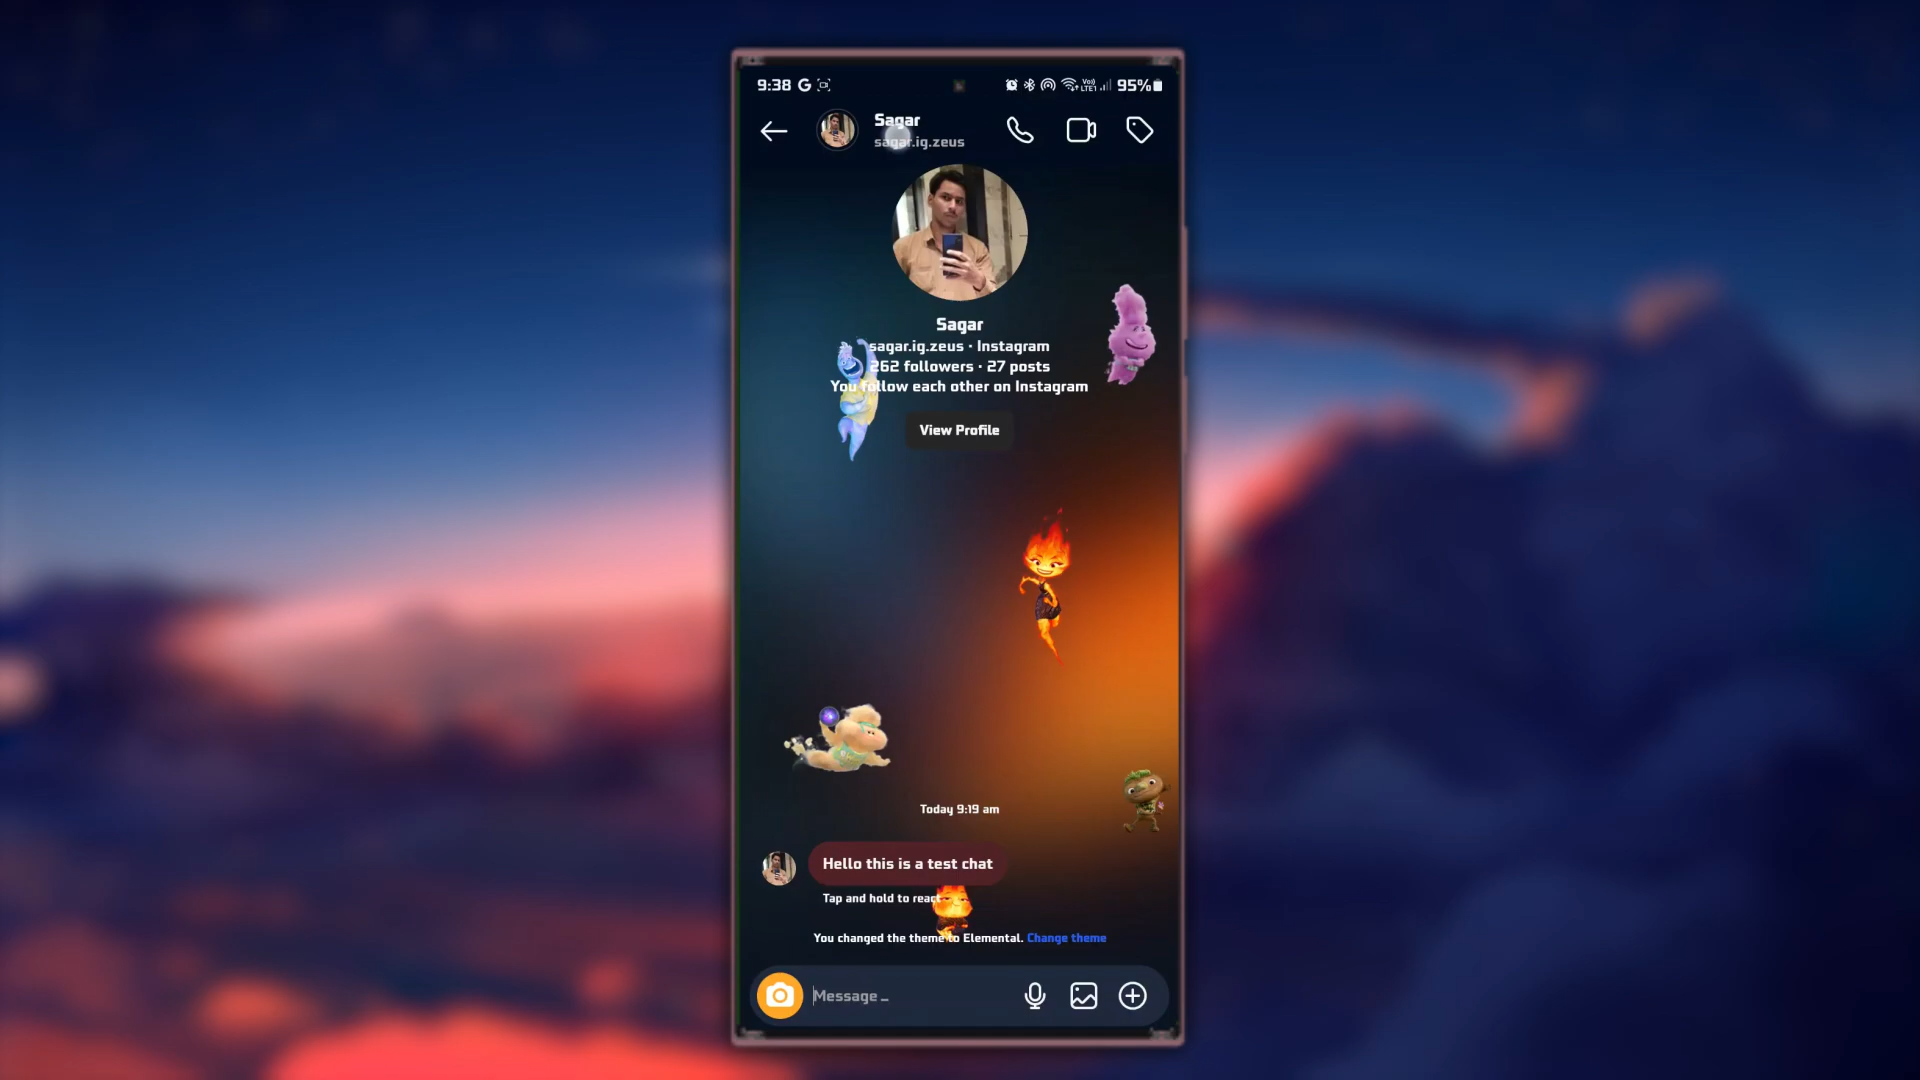 9:38 G Vo) LTE1 95%
Sagar
sagar.ig.zeus
Sagar
sagar.ig.zeus · Instagram
262 followers · 27 posts
You follow each other on Instagram
View Profile
Today 9:19 am
Hello this is a test chat
Tap and hold to react
You changed the theme to Elemental. Change theme
Message...